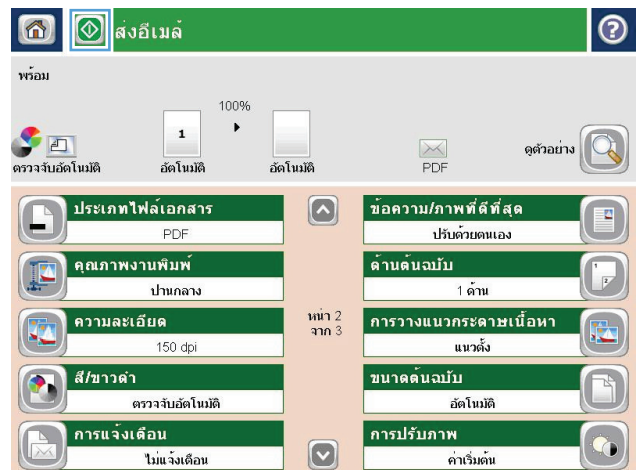 ส่งอีเมล์
พร้อม
100%
1
ตรวจจับอัตโนมัติ
อัตโนมัติ
อัตโนมัติ
PDF
ดูตัวอย่าง
ประเภทไฟล์เอกสาร
PDF
ข้อความ/ภาพที่ดีที่สุด
ปรับด้วยตนเอง
คุณภาพงานพิมพ์
ปานกลาง
ด้านต้นฉบับ
1 ด้าน
ความละเอียด
150 dpi
หน้า 2
จาก 3
การวางแนวกระดาษเนื้อหา
แนวตั้ง
สี/ขาวดำ
ตรวจจับอัตโนมัติ
ขนาดต้นฉบับ
อัตโนมัติ
การแจ้งเตือน
ไม่แจ้งเตือน
การปรับภาพ
ค่าเริ่มต้น